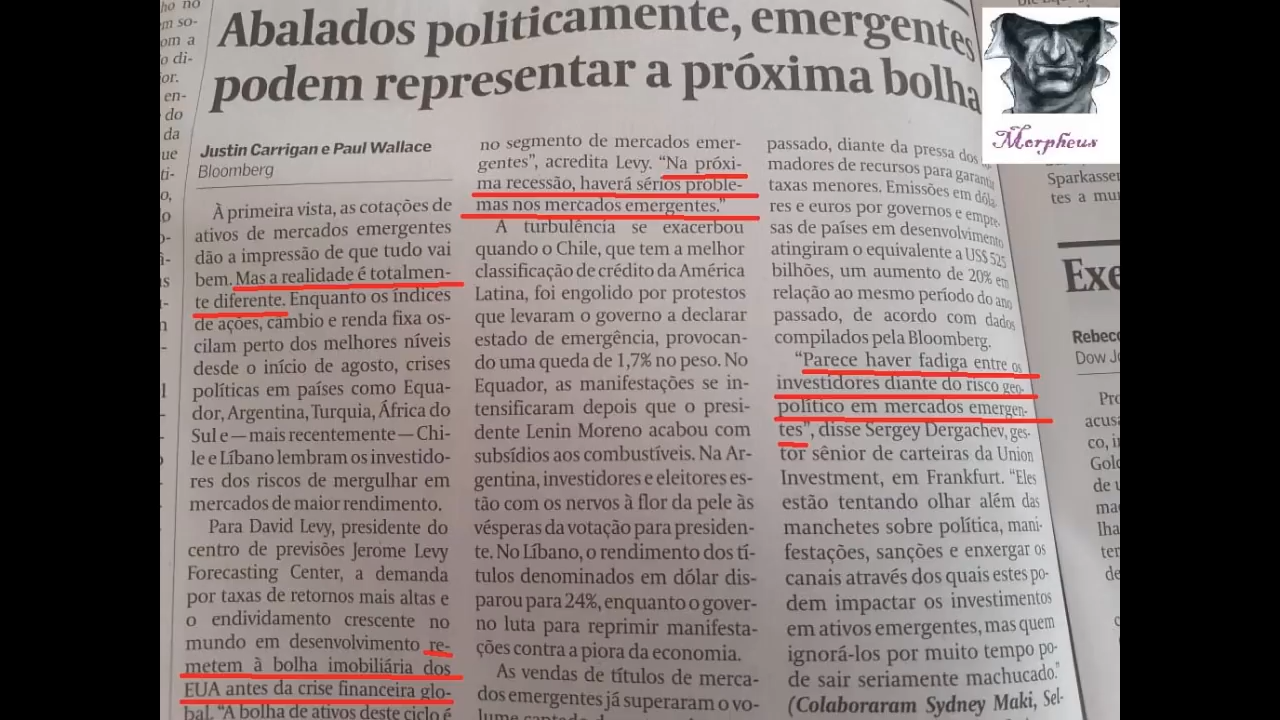 Abalados politicamente, emergentes
podem representar a próxima bolha
Morpheus
Justin Carrigan e Paul Wallace
Bloomberg
À primeira vista, as cotações de
ativos de mercados emergentes
dão a impressão de que tudo vai
bem. Mas a realidade é totalmen-
te diferente. Enquanto os índices
de ações, câmbio e renda fixa os-
cilam perto dos melhores níveis
desde o início de agosto, crises
políticas em países como Equa-
dor, Argentina, Turquia, África do
Sul e — mais recentemente — Chi-
le e Líbano lembram os investido-
res dos riscos de mergulhar em
mercados de maior rendimento.
Para David Levy, presidente do
centro de previsões Jerome Levy
Forecasting Center, a demanda
por taxas de retornos mais altas e
o endividamento crescente no
mundo em desenvolvimento re-
metem à bolha imobiliária dos
EUA antes da crise financeira glo-
bal. “A bolha de ativos deste ciclo é
no segmento de mercados emer-
gentes”, acredita Levy. “Na próxi-
ma recessão, haverá sérios proble-
mas nos mercados emergentes.”
A turbulência se exacerbou
quando o Chile, que tem a melhor
classificação de crédito da América
Latina, foi engolido por protestos
que levaram o governo a declarar
estado de emergência, provocan-
do uma queda de 1,7% no peso. No
Equador, as manifestações se in-
tensificaram depois que o presi-
dente Lenin Moreno acabou com
subsídios aos combustíveis. Na Ar-
gentina, investidores e eleitores es-
tão com os nervos à flor da pele às
vésperas da votação para presiden-
te. No Líbano, o rendimento dos tí-
tulos denominados em dólar dis-
parou para 24%, enquanto o gover-
no luta para reprimir manifesta-
ções contra a piora da economia.
As vendas de títulos de merca-
dos emergentes já superaram o vo-
passado, diante da pressa dos
madores de recursos para garantir
taxas menores. Emissões em dóla-
res e euros por governos e empre-
sas de países em desenvolvimento
atingiram o equivalente a US$ 525
bilhões, um aumento de 20% em
relação ao mesmo período do ano
passado, de acordo com dados
compilados pela Bloomberg.
“Parece haver fadiga entre os
investidores diante do risco geo-
político em mercados emergen-
tes”, disse Sergey Dergachev, ges-
tor sênior de carteiras da Union
Investment, em Frankfurt. “Eles
estão tentando olhar além das
manchetes sobre política, mani-
festações, sanções e enxergar os
canais através dos quais estes po-
dem impactar os investimentos
em ativos emergentes, mas quem
ignorá-los por muito tempo po-
de sair seriamente machucado.”
(Colaboraram Sydney Maki, Sel-
Sparkassen
tes a mu
Exe
Rebecc
Dow Jo